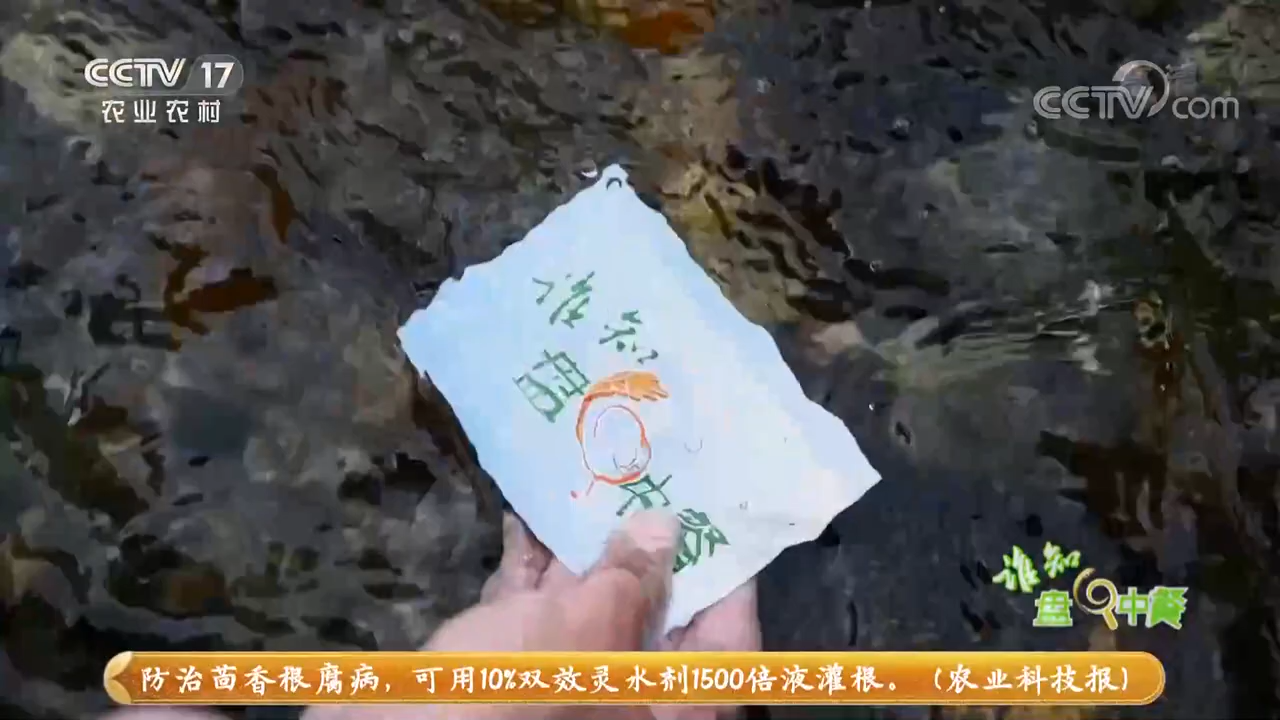 CCTV 17
农业农村
CCTV.com
谁知
盘
中餐
谁知
盘中餐
防治茴香根腐病，可用10%双效灵水剂1500倍液灌根。（农业科技报）